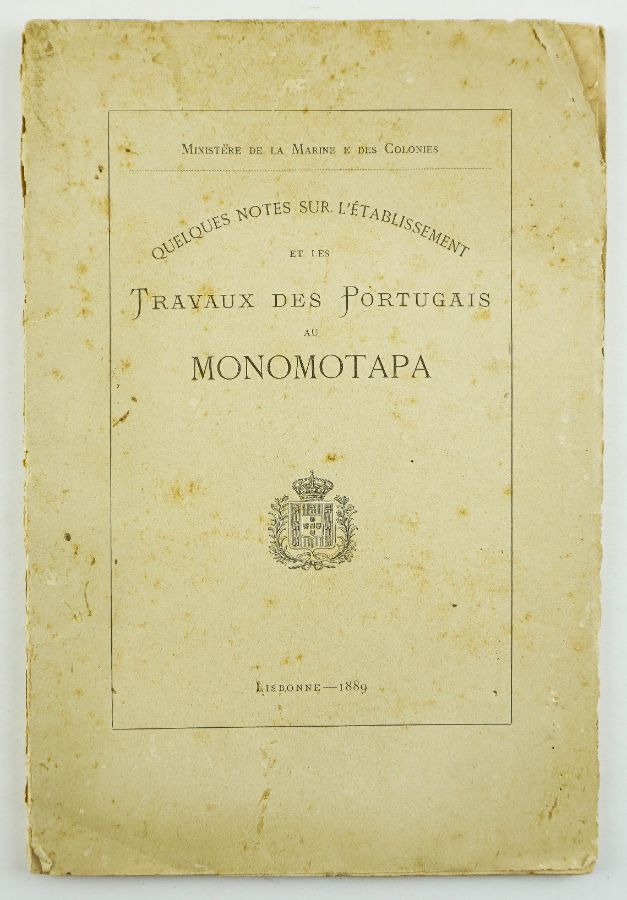 MINISTÈRE DE LA MARINE E DES COLONIES
QUELQUES NOTES SUR L'ÉTABLISSEMENT
ET LES
TRAVAUX DES PORTUGAIS
AU
MONOMOTAPA
LISBONNE—1889